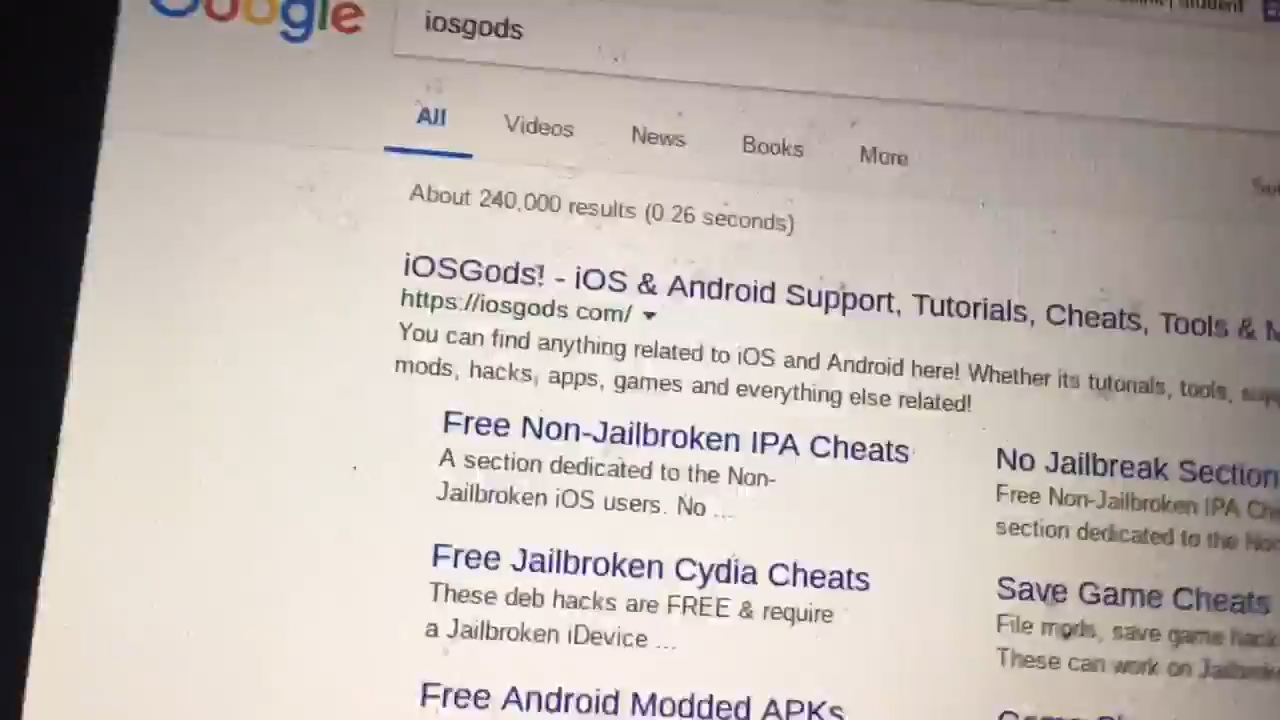 Google
iosgods
All Videos News Books More
About 240,000 results (0.26 seconds)
iOSGods! - iOS & Android Support, Tutorials, Cheats, Tools &
https://iosgods.com/
You can find anything related to iOS and Android here! Whether its tutorials, tools,
mods, hacks, apps, games and everything else related!
Free Non-Jailbroken IPA Cheats
A section dedicated to the Non-
Jailbroken iOS users. No ...
Free Jailbroken Cydia Cheats
These deb hacks are FREE & require
a Jailbroken iDevice ...
Free Android Modded APKs
No Jailbreak Section
Free Non-Jailbroken IPA
section dedicated to the
Save Game Cheats
File mods, save game
These can work on